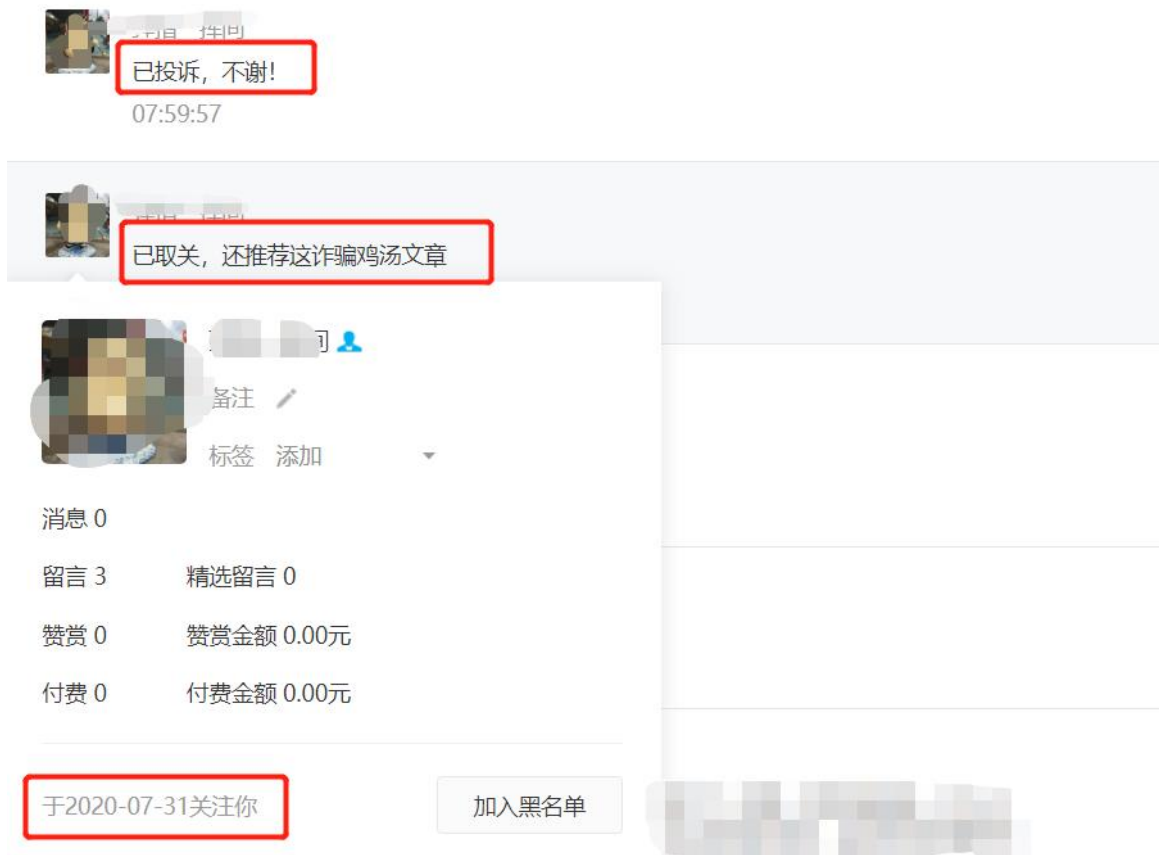 已投诉，不谢！
07:59:57
已取关，还推荐这诈骗鸡汤文章
备注
标签 添加
消息 0
留言 3 精选留言 0
赞赏 0 赞赏金额 0.00元
付费 0 付费金额 0.00元
于2020-07-31关注你 加入黑名单